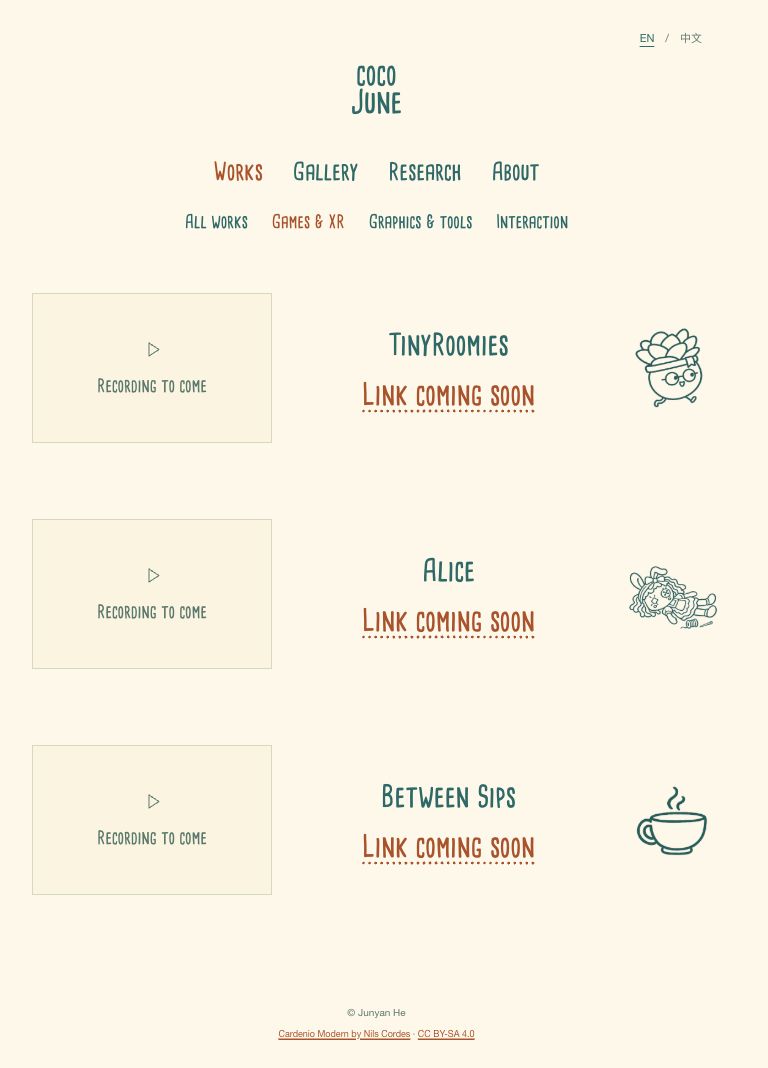 EN / 中文
COCO
JUNE
WORKS GALLERY RESEARCH ABOUT
ALL WORKS GAMES & XR GRAPHICS & TOOLS INTERACTION
RECORDING TO COME
TINYROOMIES
LINK COMING SOON
RECORDING TO COME
ALICE
LINK COMING SOON
RECORDING TO COME
BETWEEN SIPS
LINK COMING SOON
© Junyan He
Cardenio Modern by Nils Cordes · CC BY-SA 4.0